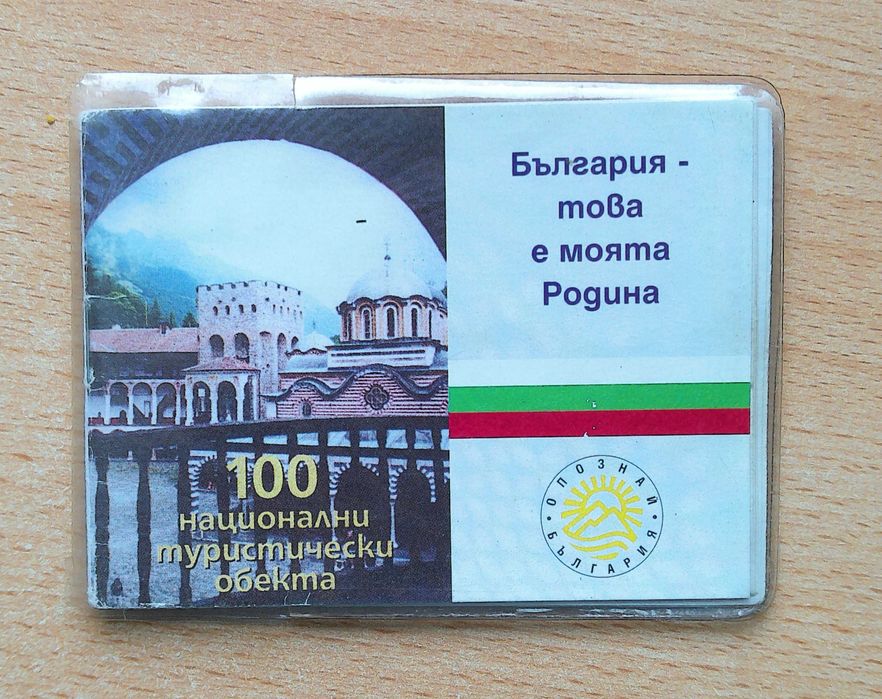 България -
това
е моята
Родина
100
национални
туристически
обекта
ОПОЗНАЙ
БЪЛГАРИЯ